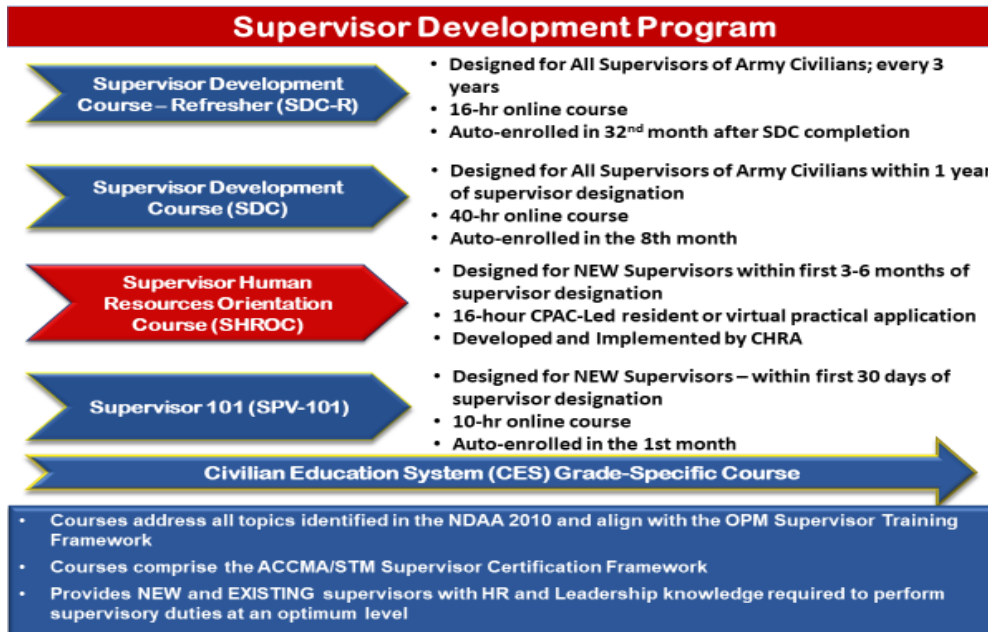 Supervisor Development Program
Supervisor Development
Course – Refresher (SDC-R)
• Designed for All Supervisors of Army Civilians; every 3
years
• 16-hr online course
• Auto-enrolled in 32nd month after SDC completion
Supervisor Development
Course (SDC)
• Designed for All Supervisors of Army Civilians within 1 year
of supervisor designation
• 40-hr online course
• Auto-enrolled in the 8th month
Supervisor Human
Resources Orientation
Course (SHROC)
• Designed for NEW Supervisors within first 3-6 months of
supervisor designation
• 16-hour CPAC-Led resident or virtual practical application
• Developed and Implemented by CHRA
Supervisor 101 (SPV-101)
• Designed for NEW Supervisors – within first 30 days of
supervisor designation
• 10-hr online course
• Auto-enrolled in the 1st month
Civilian Education System (CES) Grade-Specific Course
• Courses address all topics identified in the NDAA 2010 and align with the OPM Supervisor Training
Framework
• Courses comprise the ACCMA/STM Supervisor Certification Framework
• Provides NEW and EXISTING supervisors with HR and Leadership knowledge required to perform
supervisory duties at an optimum level